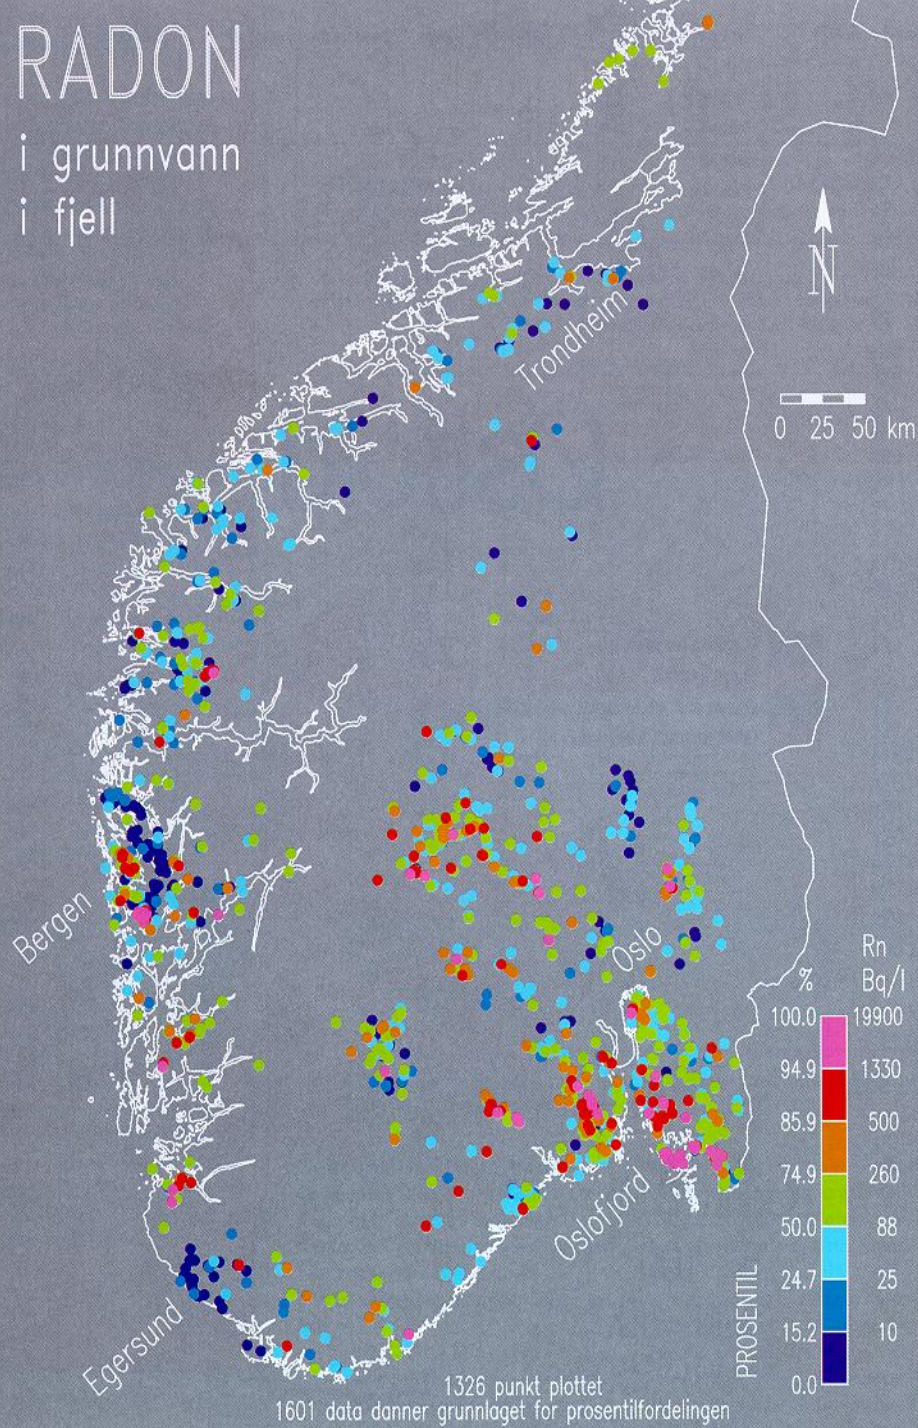 RADON
i grunnvann
i fjell
N
0 25 50 km
Trondheim
Bergen
Oslo
Oslofjord
Egersund
% Rn
Bq/l
100.0 19900
94.9 1330
85.9 500
74.9 260
50.0 88
24.7 25
15.2 10
0.0
PROSENTIL
1326 punkt plottet
1601 data danner grunnlaget for prosentilfordelingen